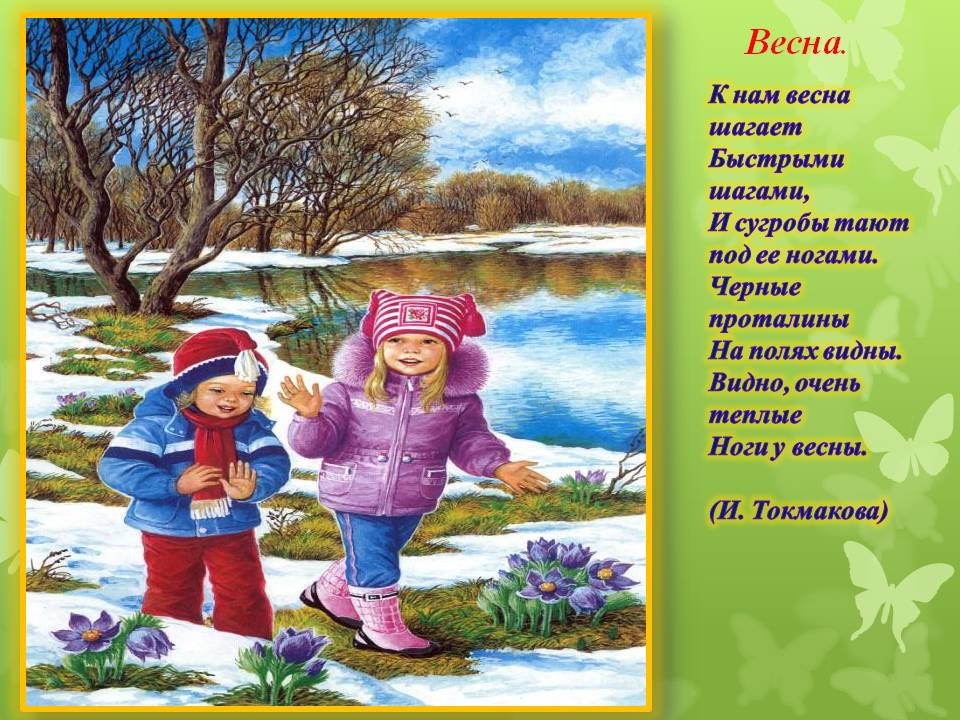 Весна.
К нам весна
шагает
Быстрыми
шагами,
И сугробы тают
под ее ногами.
Черные
проталины
На полях видны.
Видно, очень
теплые
Ноги у весны.
(И. Токмакова)